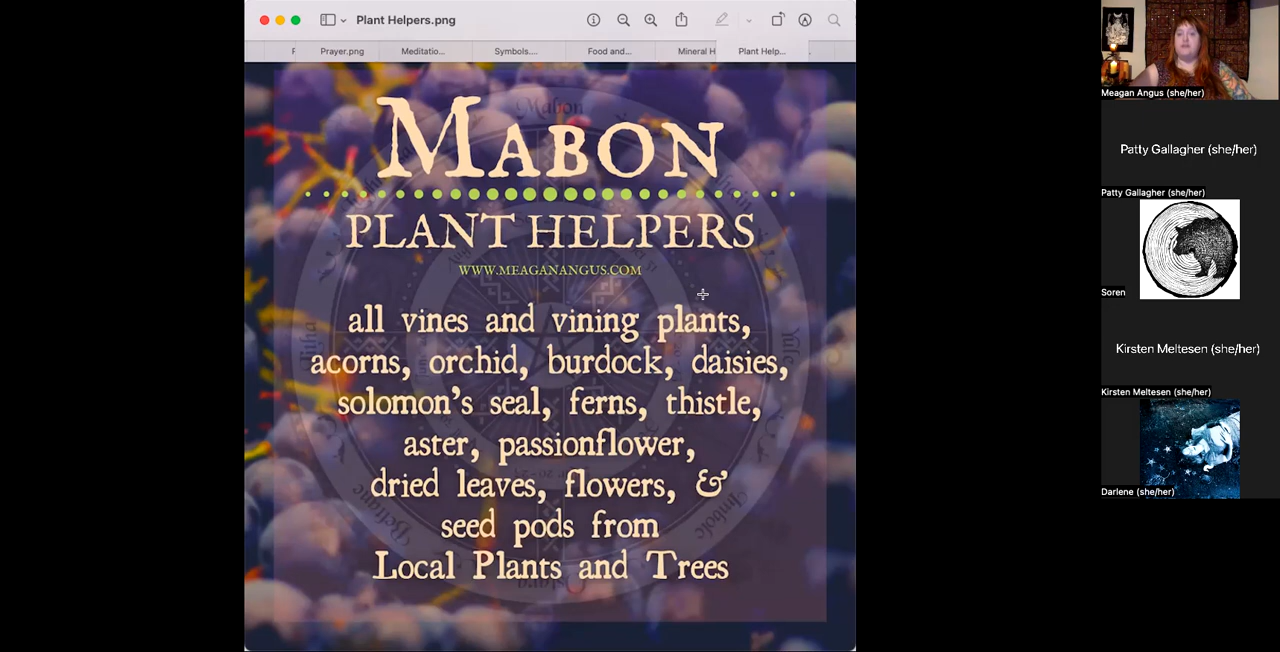 Plant Helpers.png
Prayer.png
Meditatio...
Symbols....
Food and...
Mineral H
Plant Help...
Mabon
MABON
PLANT HELPERS
WWW.MEAGANANGUS.COM
all vines and vining plants,
acorns, orchid, burdock, daisies,
solomon's seal, ferns, thistle,
aster, passionflower,
dried leaves, flowers, &
seed pods from
Local Plants and Trees
Meagan Angus (she/her)
Patty Gallagher (she/her)
Patty Gallagher (she/her)
Soren
Kirsten Meltesen (she/her)
Kirsten Meltesen (she/her)
Darlene (she/her)